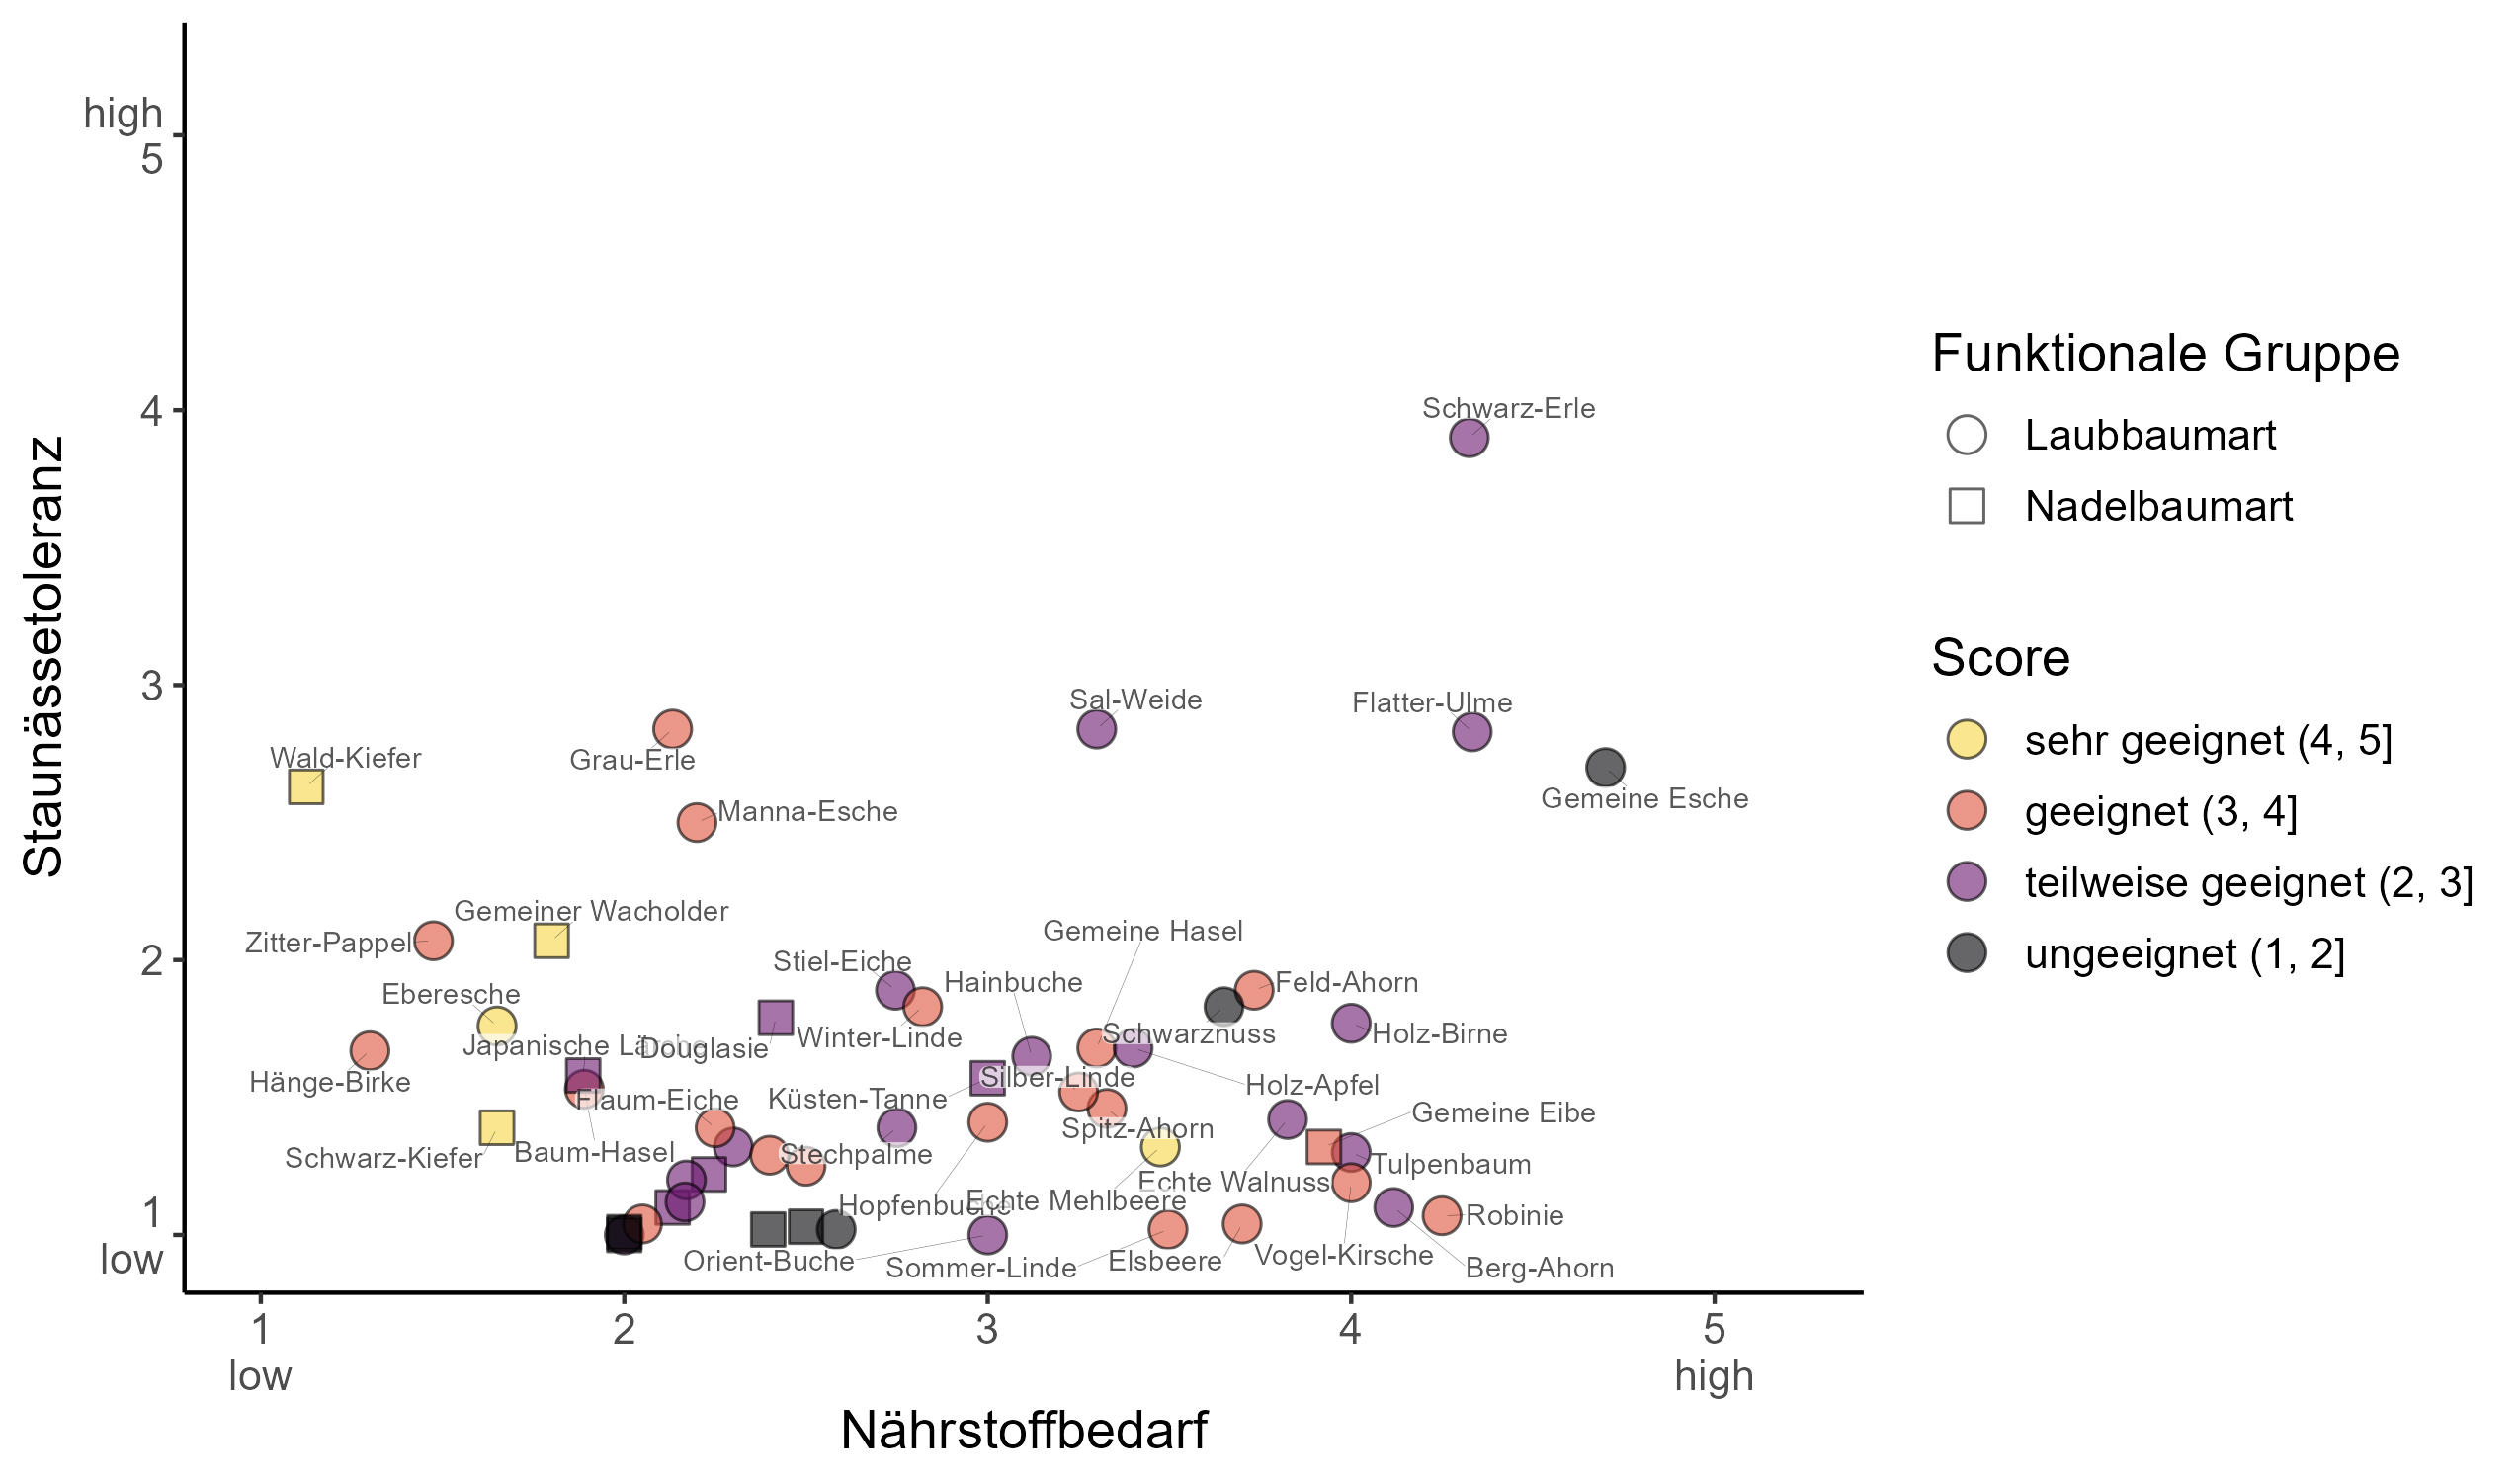 high
5
4
3
2
1
low
Staunässetoleranz
Schwarz-Erle
Sal-Weide
Flatter-Ulme
Grau-Erle
Wald-Kiefer
Gemeine Esche
Manna-Esche
Gemeiner Wacholder
Zitter-Pappel
Gemeine Hasel
Stiel-Eiche
Hainbuche
Feld-Ahorn
Eberesche
Schwarznuss
Holz-Birne
Winter-Linde
Japanische Lärche
Douglasie
Silber-Linde
Hänge-Birke
Holz-Apfel
Flaum-Eiche
Küsten-Tanne
Gemeine Eibe
Spitz-Ahorn
Schwarz-Kiefer
Baum-Hasel
Stechpalme
Tulpenbaum
Echte Walnuss
Hopfenbuche
Echte Mehlbeere
Robinie
Orient-Buche
Sommer-Linde
Elsbeere
Vogel-Kirsche
Berg-Ahorn
1
low
2
3
4
5
high
Nährstoffbedarf
Funktionale Gruppe
Laubbaumart
Nadelbaumart
Score
sehr geeignet (4, 5]
geeignet (3, 4]
teilweise geeignet (2, 3]
ungeeignet (1, 2]